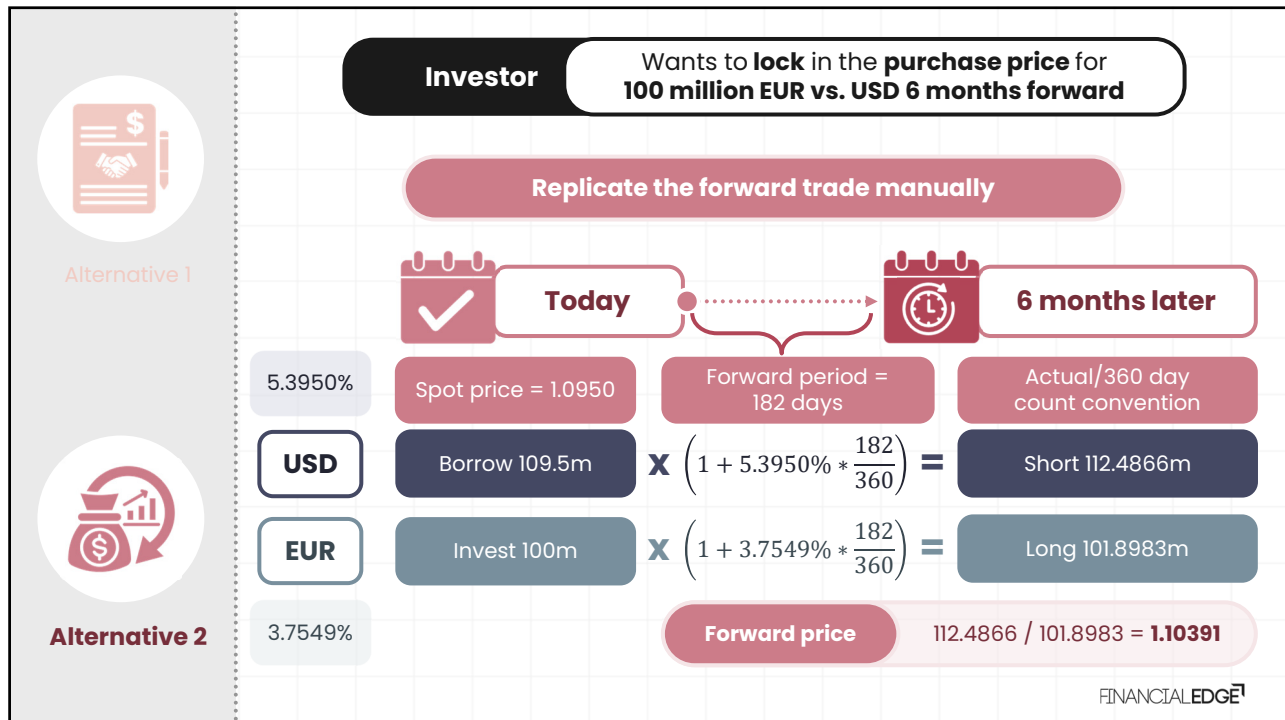 Investor
Wants to lock in the purchase price for
100 million EUR vs. USD 6 months forward
$
Alternative 1
Replicate the forward trade manually
Today
6 months later
5.3950%
Spot price = 1.0950
Forward period =
182 days
Actual/360 day
count convention
USD
Borrow 109.5m
x (1 + 5.3950% * 182/360) =
Short 112.4866m
$
EUR
Invest 100m
x (1 + 3.7549% * 182/360) =
Long 101.8983m
Alternative 2
3.7549%
Forward price
112.4866 / 101.8983 = 1.10391
FINANCIALEDGE